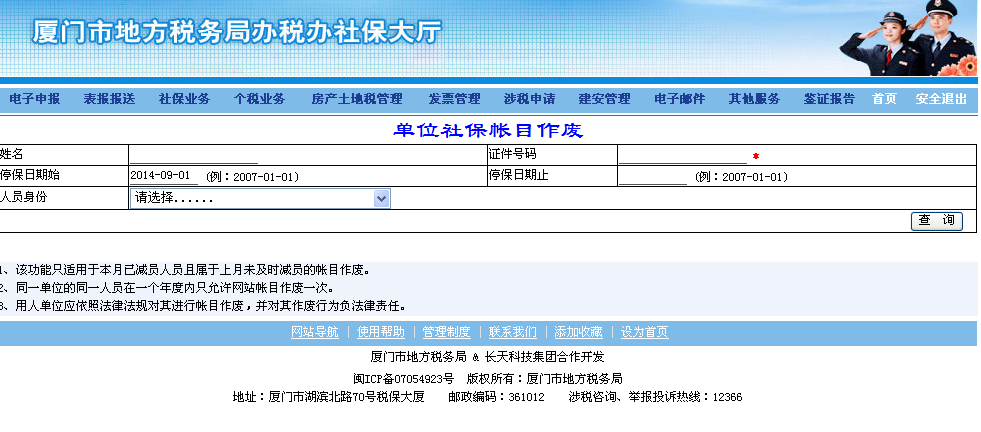 厦门市地方税务局办税办社保大厅
电子申报 表报报送 社保业务 个税业务 房产土地税管理 发票管理 涉税申请 建安管理 电子邮件 其他服务 鉴证报告 首页 安全退出
单位社保帐目作废
姓名 证件号码 *
停保日期始 2014-09-01 (例：2007-01-01) 停保日期止 (例：2007-01-01)
人员身份 请选择......
查 询
1、该功能只适用于本月已减员人员且属于上月未及时减员的帐目作废。
2、同一单位的同一人员在一个年度内只允许网站帐目作废一次。
3、用人单位应依照法律法规对其进行帐目作废，并对其作废行为负法律责任。
网站导航 | 使用帮助 | 管理制度 | 联系我们 | 添加收藏 | 设为首页
厦门市地方税务局 & 长天科技集团合作开发
闽ICP备07054923号 版权所有：厦门市地方税务局
地址：厦门市湖滨北路70号税保大厦 邮政编码：361012 涉税咨询、举报投诉热线：12366